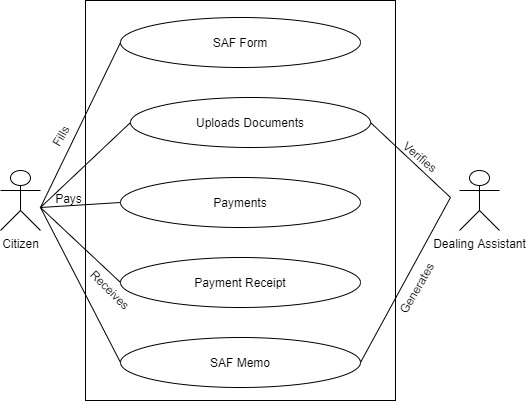 SAF Form
Fills
Uploads Documents
Verifies
Pays
Payments
Citizen
Dealing Assistant
Receives
Payment Receipt
Generates
SAF Memo